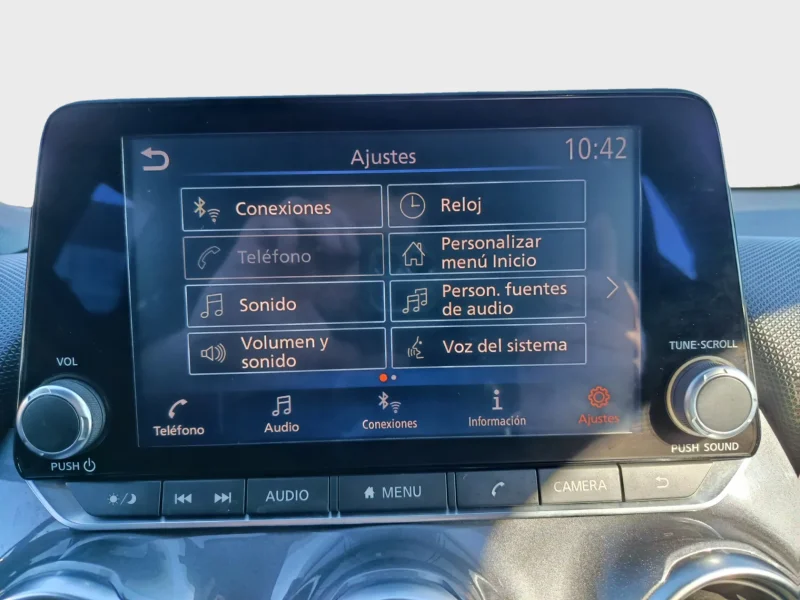 Ajustes
10:42
Conexiones
Reloj
Teléfono
Personalizar
menú Inicio
Sonido
Person. fuentes
de audio
Volumen y
sonido
Voz del sistema
VOL
TUNE·SCROLL
Teléfono
Audio
Conexiones
Información
Ajustes
PUSH
PUSH SOUND
AUDIO
MENU
CAMERA